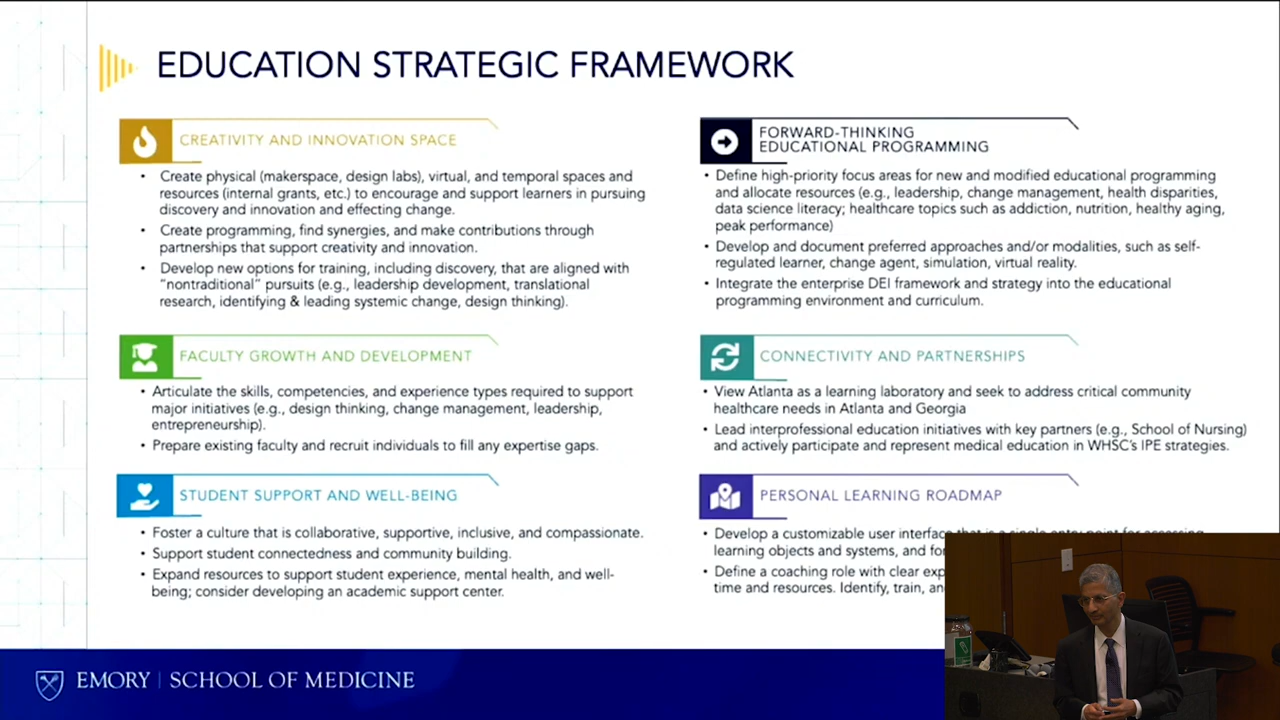 EDUCATION STRATEGIC FRAMEWORK
CREATIVITY AND INNOVATION SPACE
• Create physical (makerspace, design labs), virtual, and temporal spaces and
resources (internal grants, etc.) to encourage and support learners in pursuing
discovery and innovation and effecting change.
• Create programming, find synergies, and make contributions through
partnerships that support creativity and innovation.
• Develop new options for training, including discovery, that are aligned with
"nontraditional" pursuits (e.g., leadership development, translational
research, identifying & leading systemic change, design thinking).
FACULTY GROWTH AND DEVELOPMENT
• Articulate the skills, competencies, and experience types required to support
major initiatives (e.g., design thinking, change management, leadership,
entrepreneurship).
• Prepare existing faculty and recruit individuals to fill any expertise gaps.
STUDENT SUPPORT AND WELL-BEING
• Foster a culture that is collaborative, supportive, inclusive, and compassionate.
• Support student connectedness and community building.
• Expand resources to support student experience, mental health, and well-
being; consider developing an academic support center.
FORWARD-THINKING
EDUCATIONAL PROGRAMMING
• Define high-priority focus areas for new and modified educational programming
and allocate resources (e.g., leadership, change management, health disparities,
data science literacy; healthcare topics such as addiction, nutrition, healthy aging,
peak performance)
• Develop and document preferred approaches and/or modalities, such as self-
regulated learner, change agent, simulation, virtual reality.
• Integrate the enterprise DEI framework and strategy into the educational
programming environment and curriculum.
CONNECTIVITY AND PARTNERSHIPS
• View Atlanta as a learning laboratory and seek to address critical community
healthcare needs in Atlanta and Georgia
• Lead interprofessional education initiatives with key partners (e.g., School of Nursing)
and actively participate and represent medical education in WHSC's IPE strategies.
PERSONAL LEARNING ROADMAP
• Develop a customizable user interface that is a single entry point for accessing
learning objects and systems, and
• Define a coaching role with clear
time and resources. Identify, train,
EMORY | SCHOOL OF MEDICINE